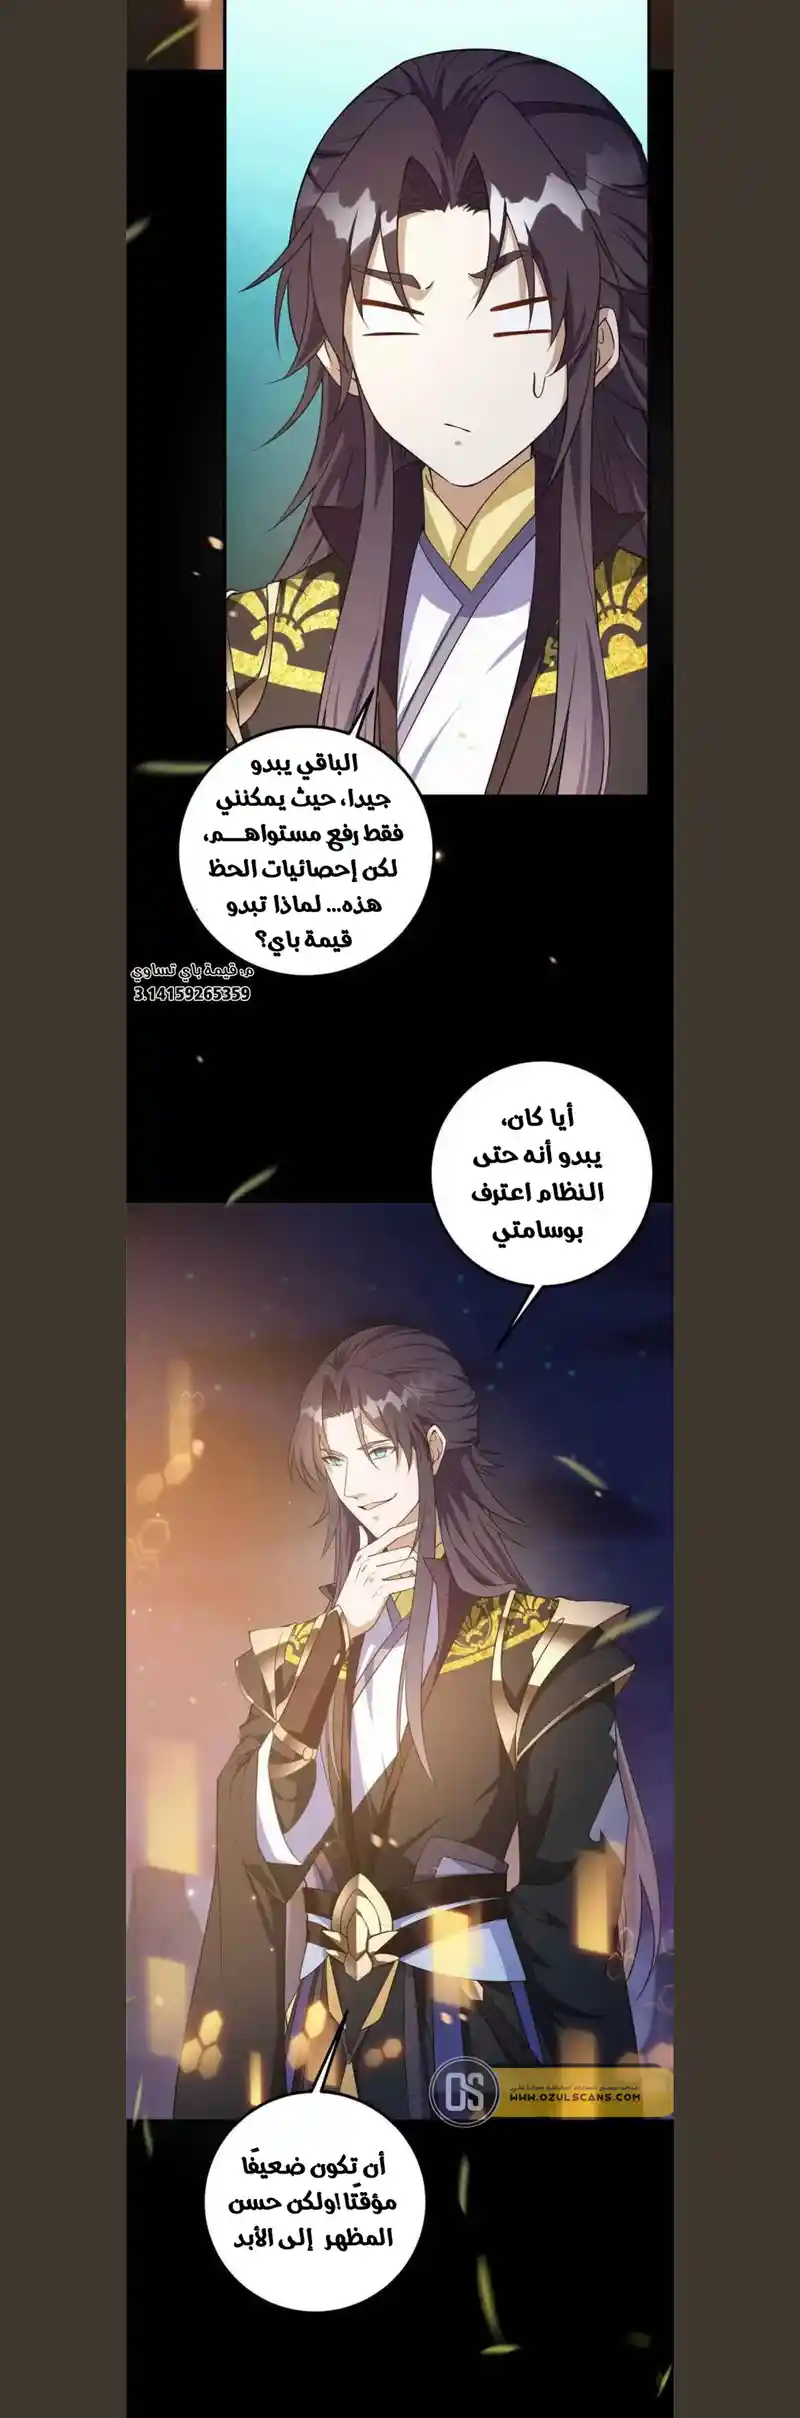 الباقي يبدو
جيدا، حيث يمكنني
فقط رفع مستواهـــم،
لكن إحصائيات الحظ
هذه... لماذا تبدو
قيمة باي؟
م: قيمة باي تساوي
3.14159265359
أيا كان،
يبدو أنه حتى
النظام اعترف
بوسامتي
OS
WWW.OZULSCANS.COM
أن تكون ضعيفًا
مؤقتًا !ولكن حسن
المظهر إلى الأبد